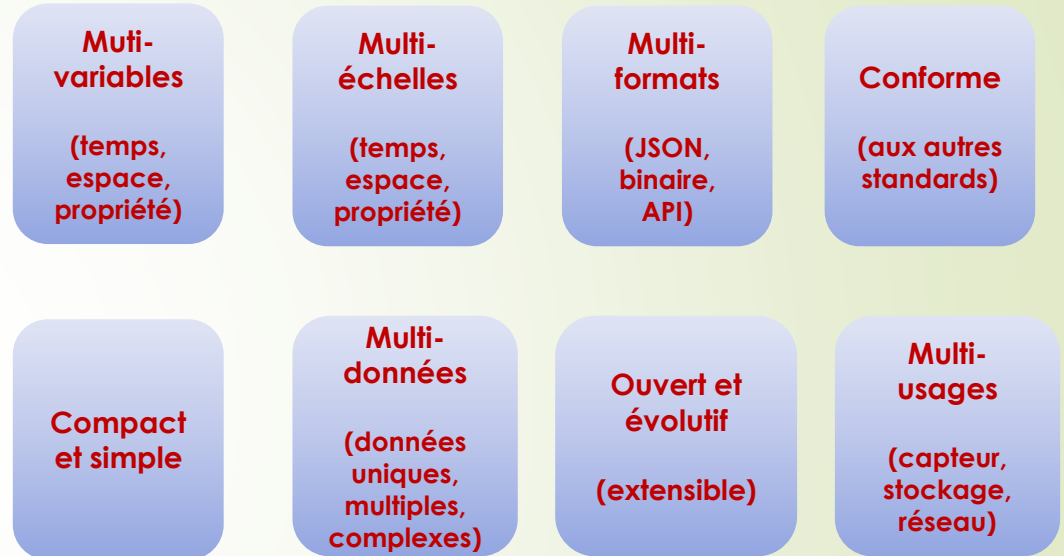 Muti-
variables
(temps,
espace,
propriété)
Multi-
échelles
(temps,
espace,
propriété)
Multi-
formats
(JSON,
binaire,
API)
Conforme
(aux autres
standards)
Compact
et simple
Multi-
données
(données
uniques,
multiples,
complexes)
Ouvert et
évolutif
(extensible)
Multi-
usages
(capteur,
stockage,
réseau)